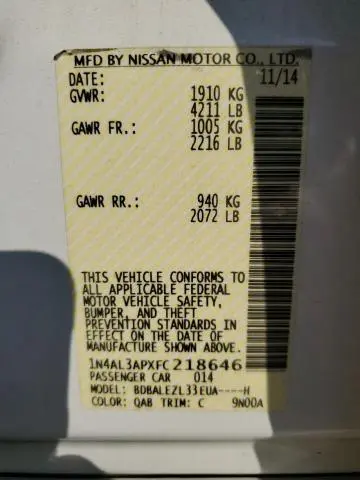 MFD BY NISSAN MOTOR CO., LTD.
DATE: 11/14
GVWR: 1910 KG
4211 LB
GAWR FR.: 1005 KG
2216 LB
GAWR RR.: 940 KG
2072 LB
THIS VEHICLE CONFORMS TO
ALL APPLICABLE FEDERAL
MOTOR VEHICLE SAFETY,
BUMPER, AND THEFT
PREVENTION STANDARDS IN
EFFECT ON THE DATE OF
MANUFACTURE SHOWN ABOVE.
1N4AL3APXFC218646
PASSENGER CAR 014
MODEL: BDBALEZL33EUA----H
COLOR: QAB TRIM: C 9N00A